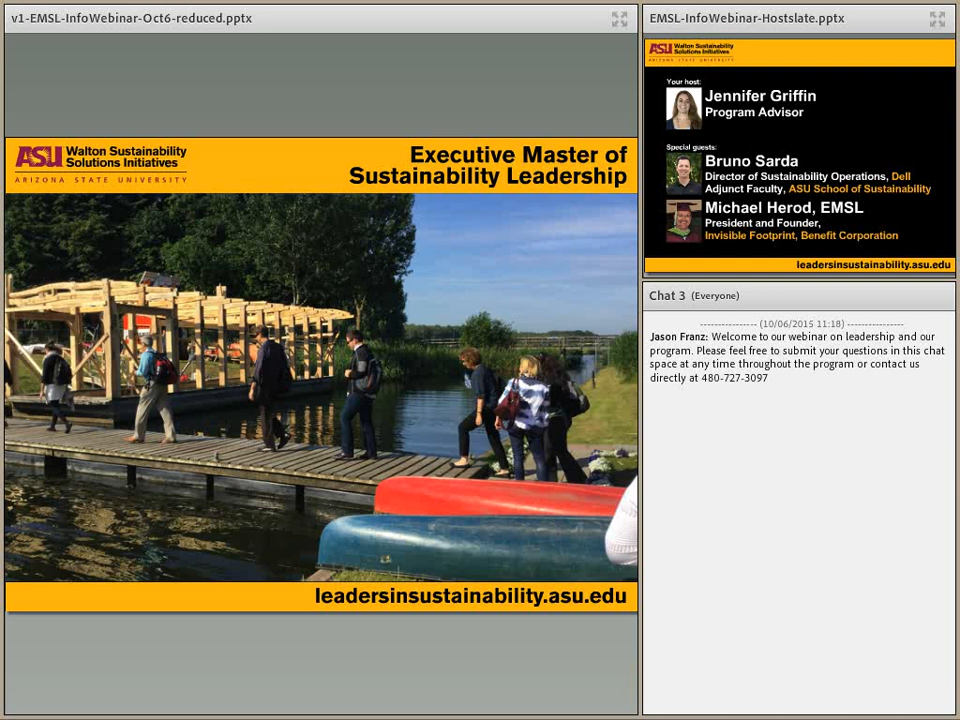 v1-EMSL-InfoWebinar-Oct6-reduced.pptx
ASU Walton Sustainability
Solutions Initiatives
ARIZONA STATE UNIVERSITY
Executive Master of
Sustainability Leadership
leadersinsustainability.asu.edu
EMSL-InfoWebinar-Hostslate.pptx
ASU Walton Sustainability
Solutions Initiatives
ARIZONA STATE UNIVERSITY
Your host:
Jennifer Griffin
Program Advisor
Special guests:
Bruno Sarda
Director of Sustainability Operations, Dell
Adjunct Faculty, ASU School of Sustainability
Michael Herod, EMSL
President and Founder,
Invisible Footprint, Benefit Corporation
leadersinsustainability.asu.edu
Chat 3 (Everyone)
----------------- (10/06/2015 11:18) ----------------
Jason Franz: Welcome to our webinar on leadership and our
program. Please feel free to submit your questions in this chat
space at any time throughout the program or contact us
directly at 480-727-3097